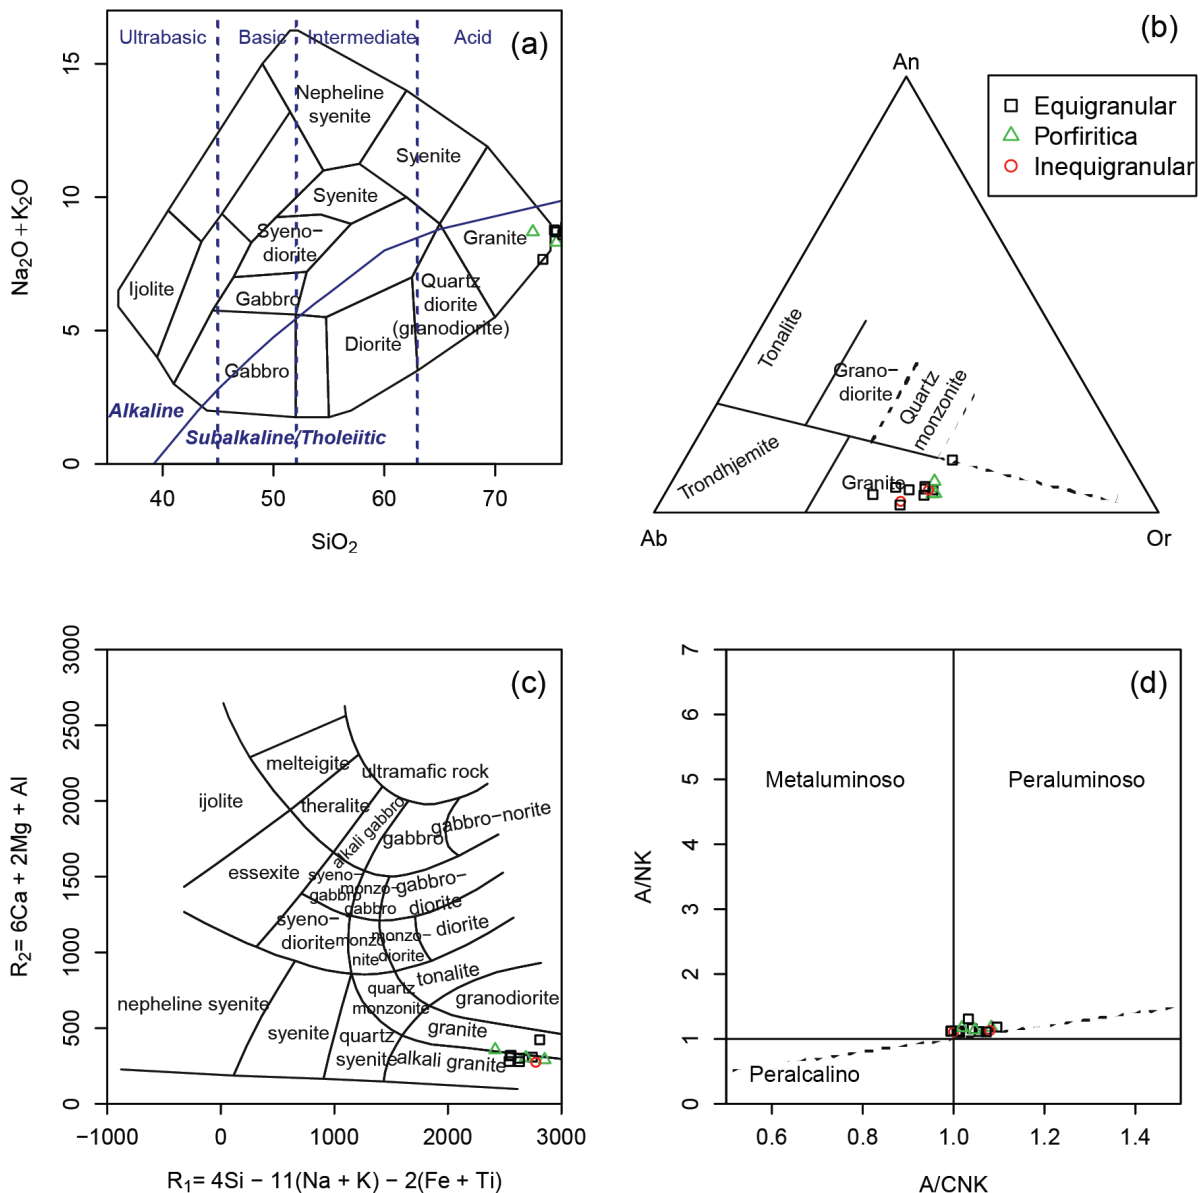 (a)
Ultrabasic
Basic
Intermediate
Acid
Nepheline
syenite
Syenite
Syenite
Syeno−
diorite
Granite
Ijolite
Gabbro
Quartz
diorite
(granodiorite)
Diorite
Gabbro
Alkaline
Subalkaline/Tholeiitic
15
10
5
0
Na2O + K2O
40
50
60
70
SiO2
(b)
An
Equigranular
Porfiritica
Inequigranular
Tonalite
Grano−
diorite
Quartz
monzonite
Trondhjemite
Granite
Ab
Or
(c)
3000
2500
2000
1500
1000
500
0
R2= 6Ca + 2Mg + Al
melteigite
ultramafic rock
ijolite
theralite
alkali gabbro
gabbro
gabbro−norite
essexite
syeno−
gabbro
monzo−
gabbro
gabbro−
diorite
syeno−
diorite
monzo−
nite
monzo−
diorite
diorite
tonalite
nepheline syenite
quartz
monzonite
granodiorite
syenite
quartz
syenite
granite
alkali granite
−1000
0
1000
2000
3000
R1= 4Si − 11(Na + K) − 2(Fe + Ti)
(d)
7
6
5
4
3
2
1
0
A/NK
Metaluminoso
Peraluminoso
Peralcalino
0.6
0.8
1.0
1.2
1.4
A/CNK